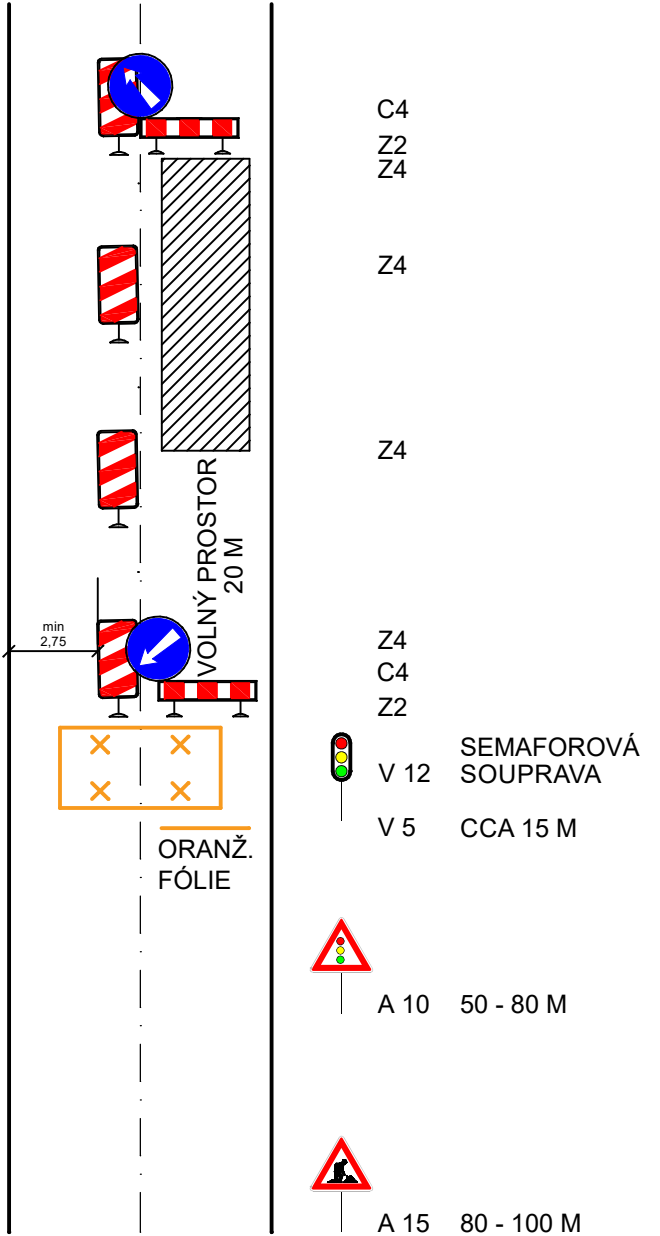 C4
Z2
Z4
Z4
Z4
VOLNÝ PROSTOR
20 M
min
2,75
Z4
C4
Z2
SEMAFOROVÁ
V 12 SOUPRAVA
V 5 CCA 15 M
ORANŽ.
FÓLIE
A 10 50 - 80 M
A 15 80 - 100 M